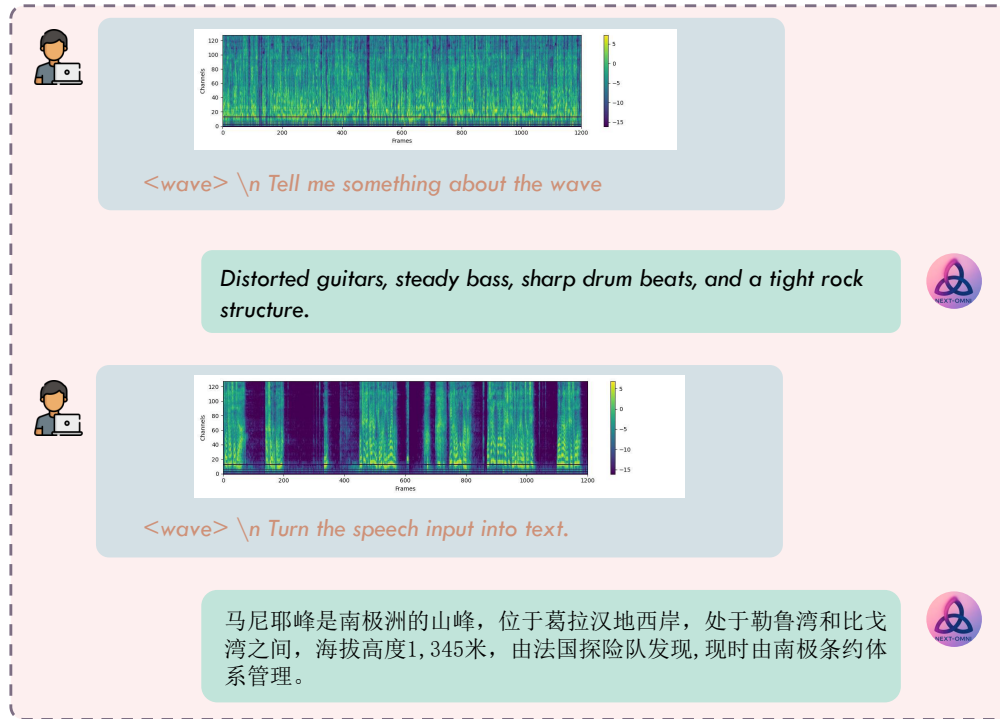 120
100
80
60
40
20
0
Channels
0 200 400 600 800 1000 1200
Frames
5
0
−5
−10
−15
<wave> \n Tell me something about the wave
Distorted guitars, steady bass, sharp drum beats, and a tight rock
structure.
NEXT-OMNI
120
100
80
60
40
20
0
Channels
0 200 400 600 800 1000 1200
Frames
5
0
−5
−10
−15
<wave> \n Turn the speech input into text.
马尼耶峰是南极洲的山峰，位于葛拉汉地西岸，处于勒鲁湾和比戈
湾之间，海拔高度1,345米，由法国探险队发现,现时由南极条约体
系管理。
NEXT-OMNI